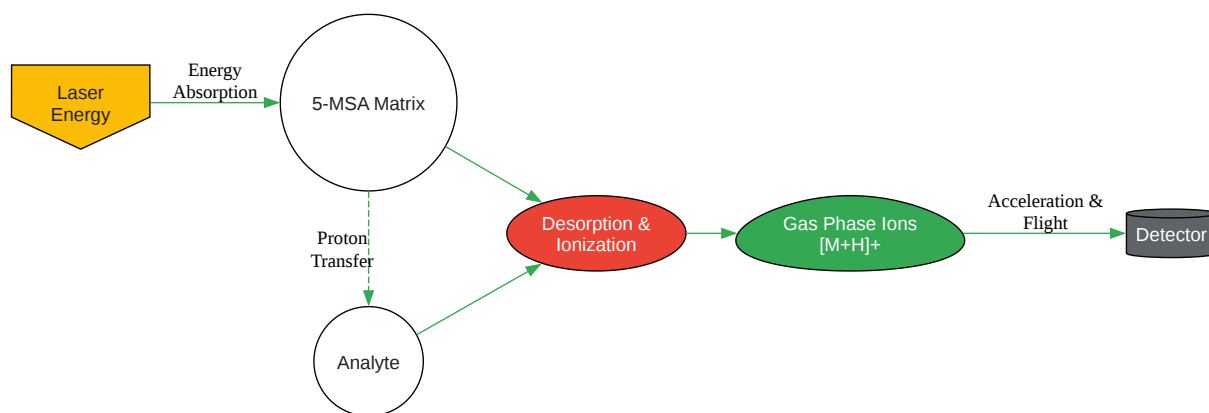 Laser
Energy
Energy
Absorption
5-MSA Matrix
Proton
Transfer
Analyte
Desorption &
Ionization
Gas Phase Ions
[M+H]+
Acceleration &
Flight
Detector